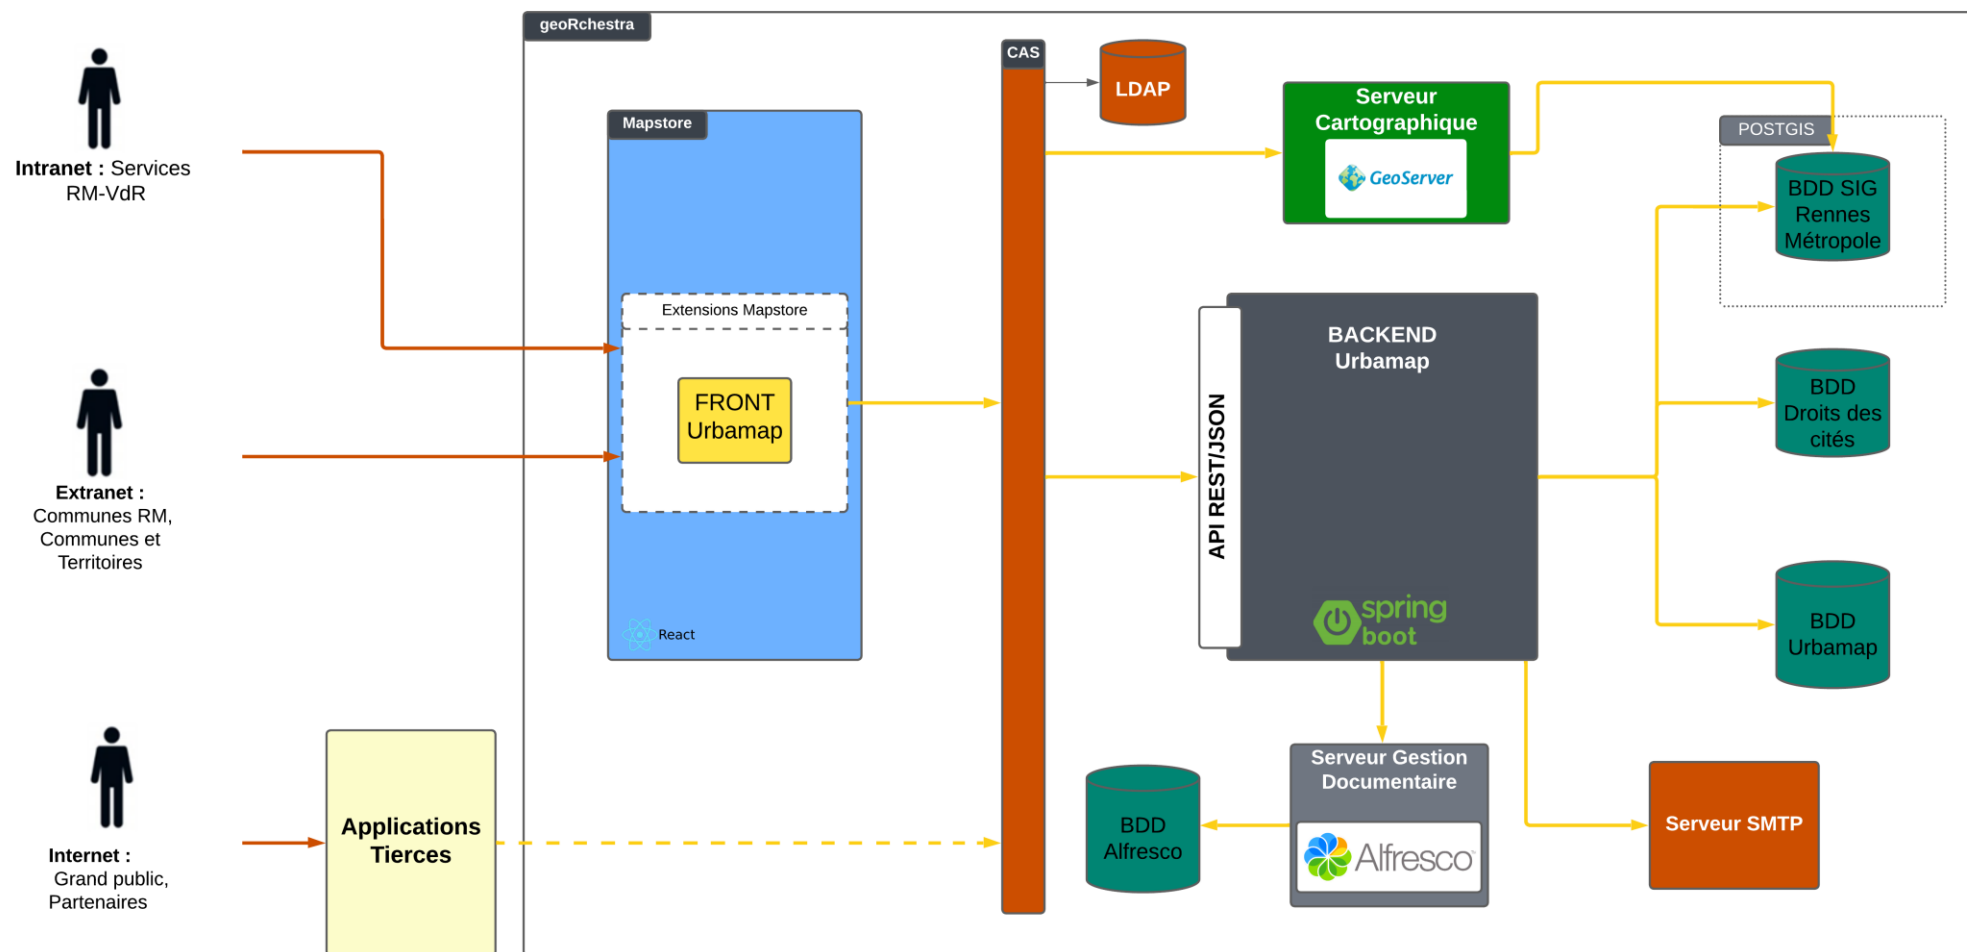 geoRchestra
CAS
LDAP
Serveur
Cartographique
GeoServer
POSTGIS
BDD SIG
Rennes
Métropole
Mapstore
Intranet : Services
RM-VdR
Extensions Mapstore
FRONT
Urbamap
BACKEND
Urbamap
API REST/JSON
BDD
Droits des
cités
Extranet :
Communes RM,
Communes et
Territoires
React
spring
boot
BDD
Urbamap
Serveur Gestion
Documentaire
Applications
Tierces
BDD
Alfresco
Alfresco
Serveur SMTP
Internet :
Grand public,
Partenaires